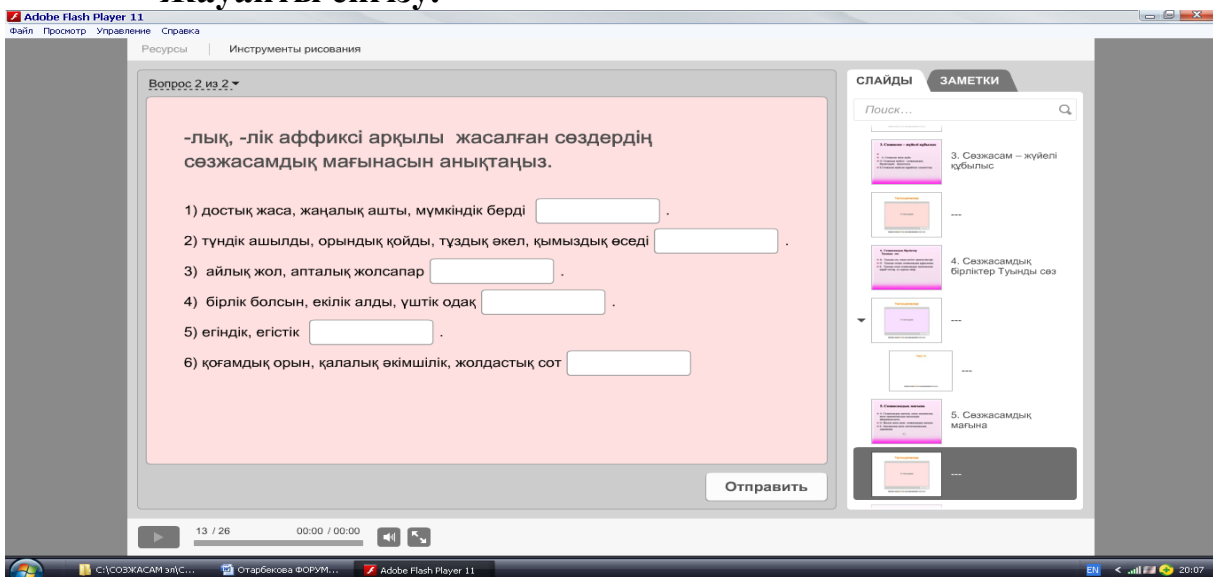 Adobe Flash Player 11
Файл Просмотр Управление Справка
Ресурсы Инструменты рисования
Вопрос 2 из 2
-лық, -лік аффиксі арқылы жасалған сөздердің
сөзжасамдық мағынасын анықтаңыз.
1) достық жаса, жаңалық ашты, мүмкіндік берді .
2) түндік ашылды, орындық қойды, тұздық әкел, қымыздық өседі .
3) айлық жол, апталық жолсапар .
4) бірлік болсын, екілік алды, үштік одақ .
5) егіндік, егістік .
6) қоғамдық орын, қалалық әкімшілік, жолдастық сот
Отправить
СЛАЙДЫ ЗАМЕТКИ
Поиск...
3. Сөзжасам – жүйелі
құбылыс
---
4. Сөзжасамдық
бірліктер Туынды сөз
---
---
5. Сөзжасамдық
мағына
---
13 / 26 00:00 / 00:00
C:\СОЗЖАСАМ эл\С... Отарбекова ФОРУМ... Adobe Flash Player 11 EN 20:07